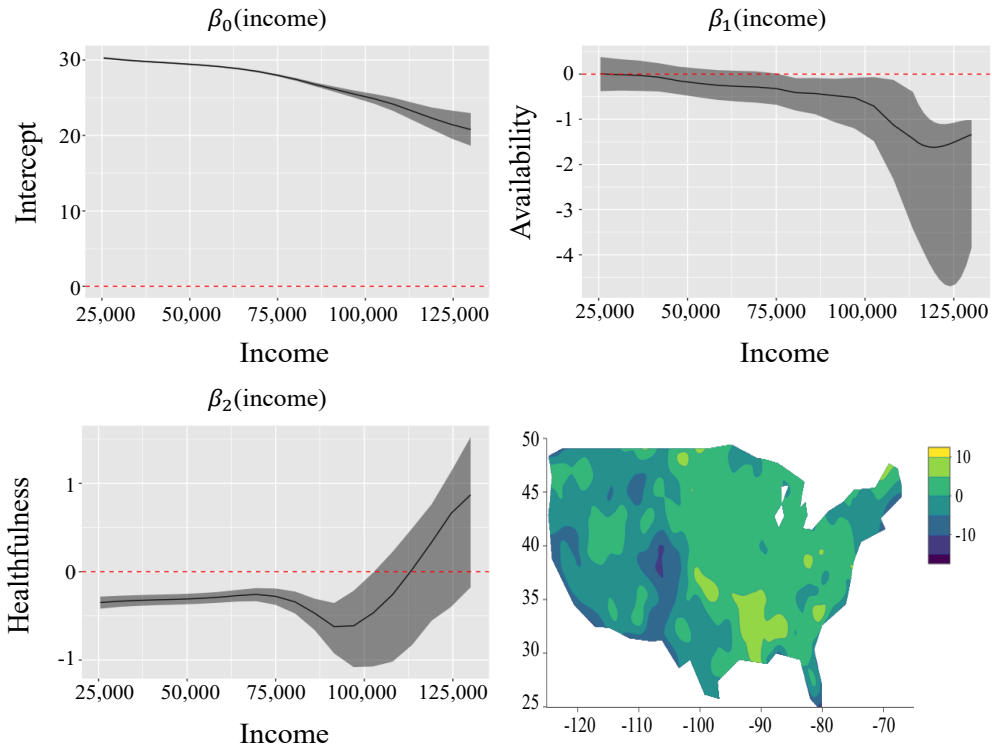 β₀(income)
Intercept
30
20
10
0
25,000 50,000 75,000 100,000 125,000
Income
β₁(income)
Availability
0
-1
-2
-3
-4
25,000 50,000 75,000 100,000 125,000
Income
β₂(income)
Healthfulness
1
0
-1
25,000 50,000 75,000 100,000 125,000
Income
50
45
40
35
30
25
-120 -110 -100 -90 -80 -70
10
0
-10